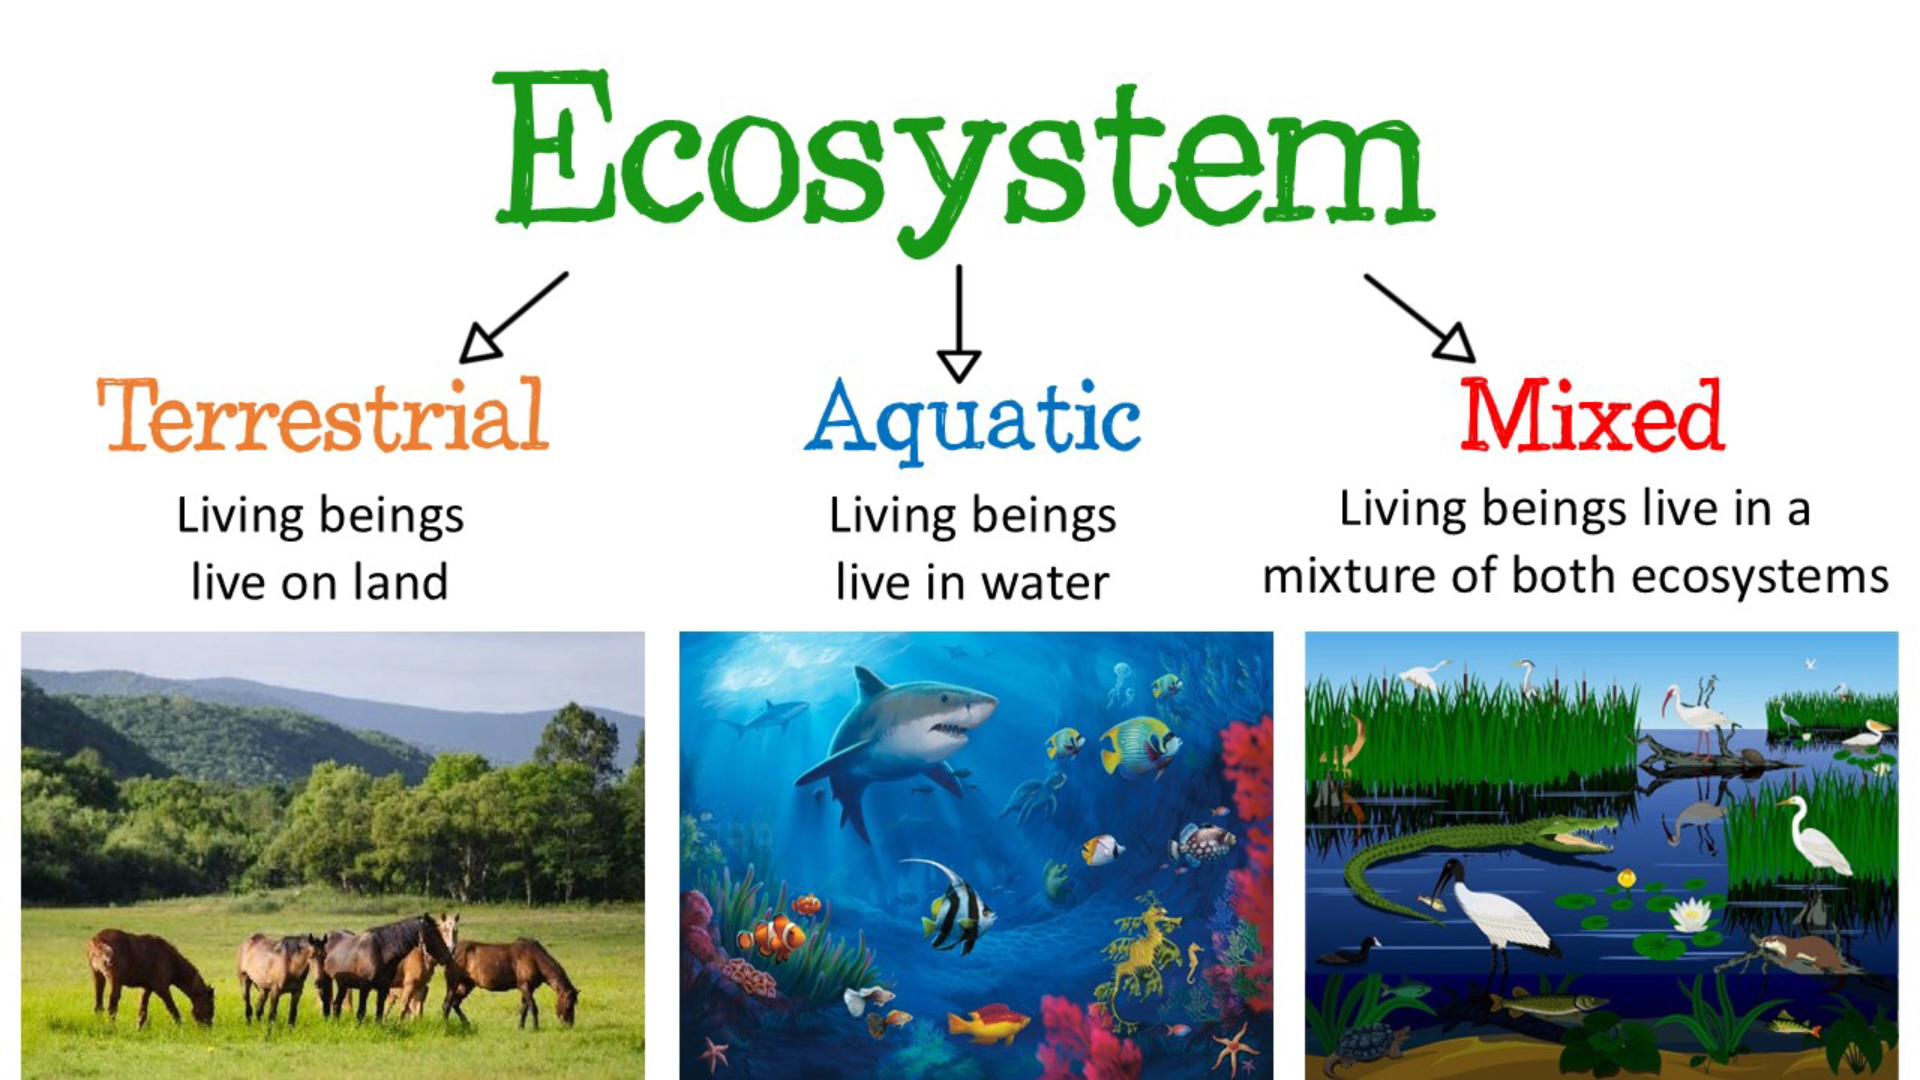 Ecosystem
Terrestrial
Living beings
live on land
Aquatic
Living beings
live in water
Mixed
Living beings live in a
mixture of both ecosystems